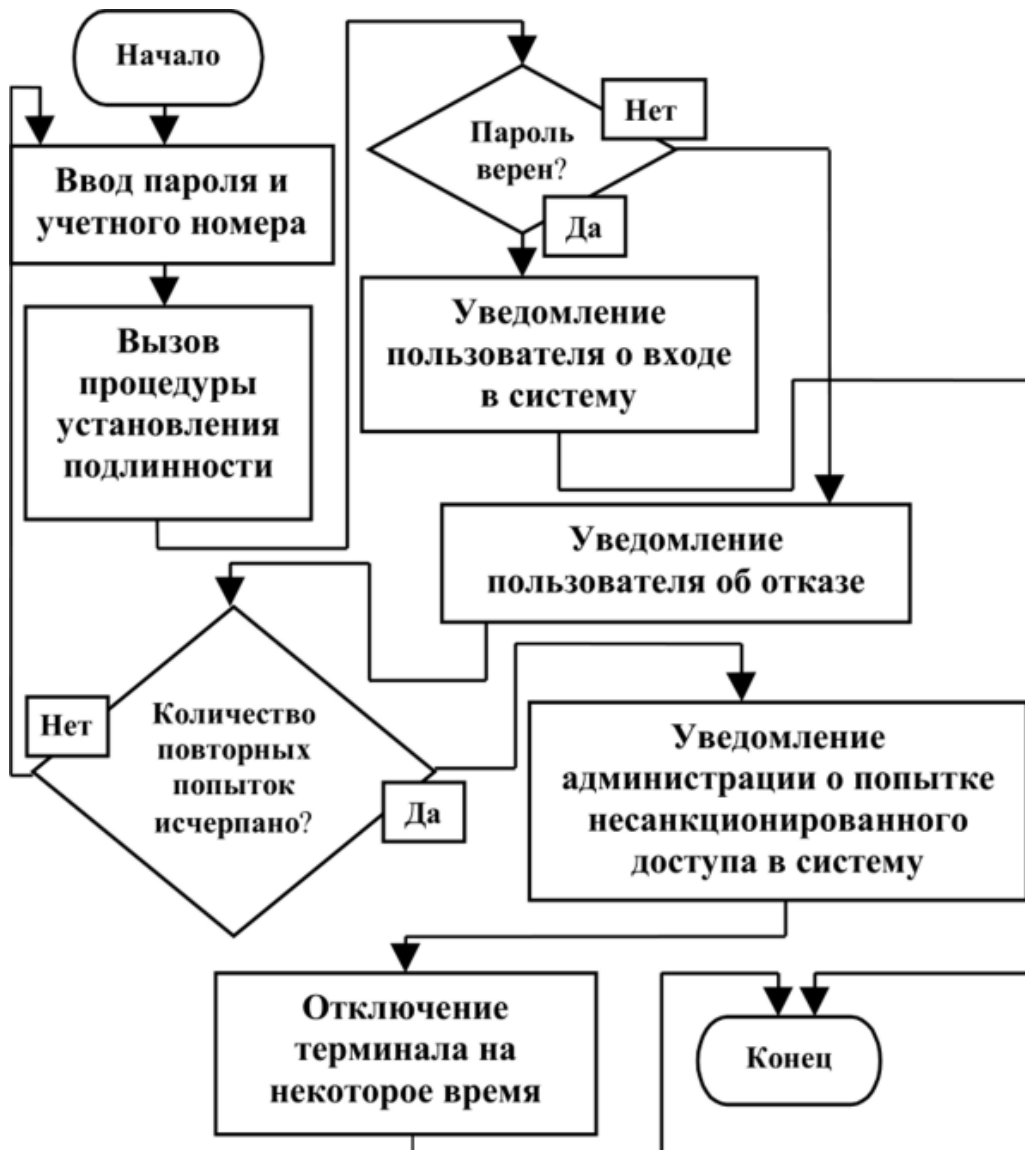 Начало
Ввод пароля и
учетного номера
Вызов
процедуры
установления
подлинности
Пароль
верен?
Нет
Да
Уведомление
пользователя о входе
в систему
Уведомление
пользователя об отказе
Количество
повторных
попыток
исчерпано?
Нет
Да
Уведомление
администрации о попытке
несанкционированного
доступа в систему
Отключение
терминала на
некоторое время
Конец